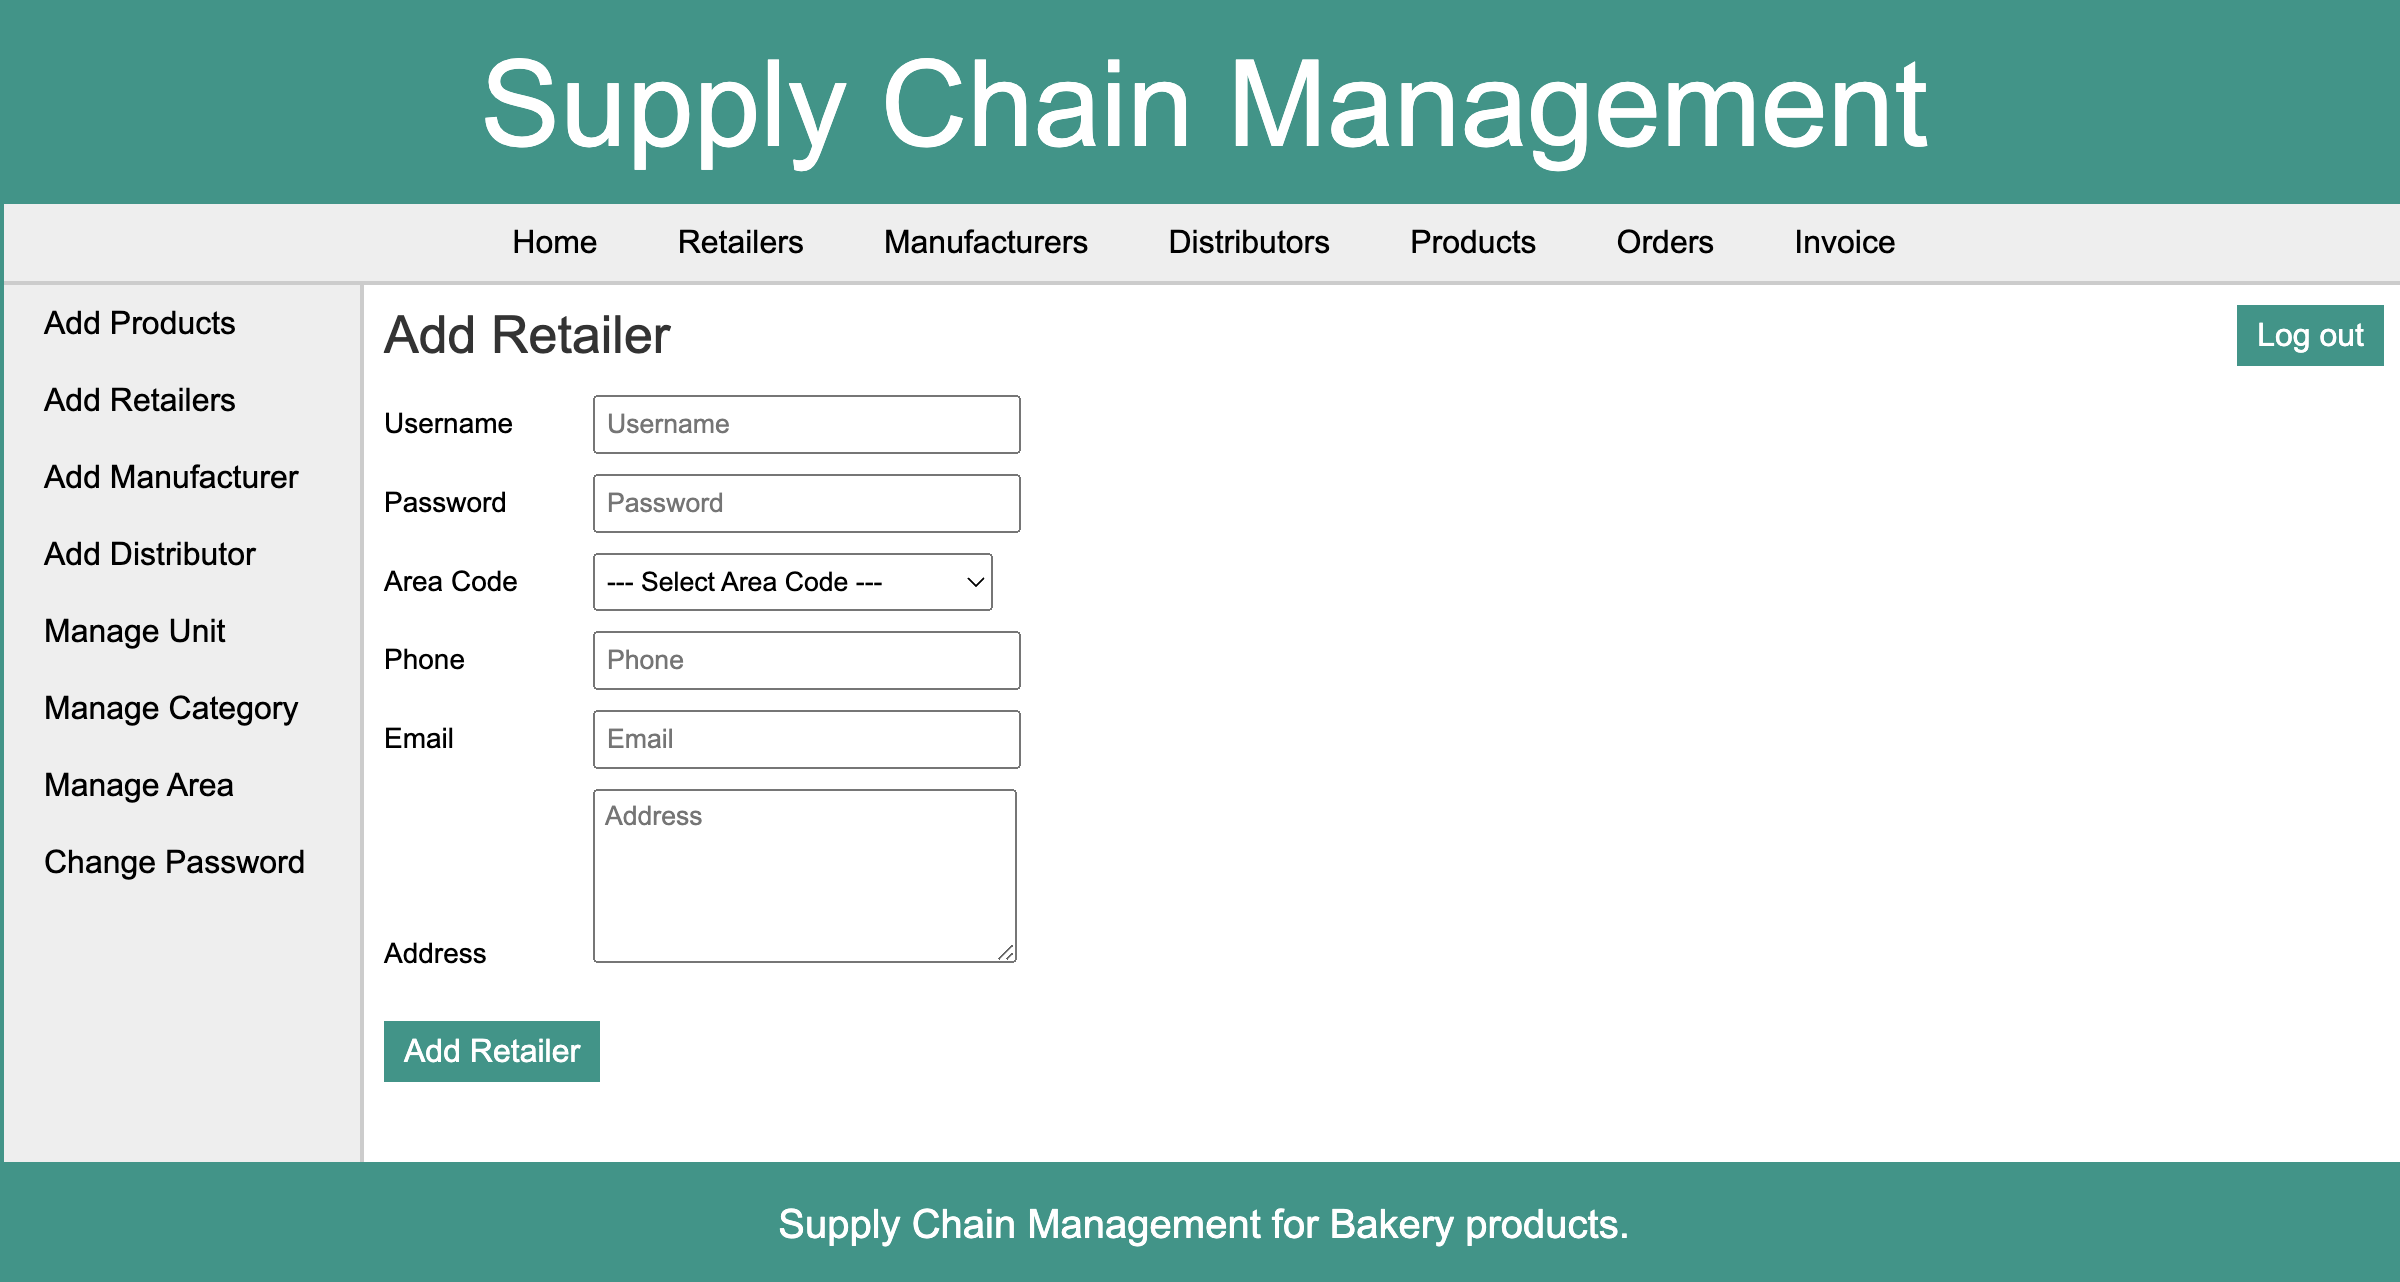 Supply Chain Management
Home Retailers Manufacturers Distributors Products Orders Invoice
Add Products
Add Retailers
Add Manufacturer
Add Distributor
Manage Unit
Manage Category
Manage Area
Change Password
Add Retailer
Log out
Username Username
Password Password
Area Code --- Select Area Code ---
Phone Phone
Email Email
Address Address
Add Retailer
Supply Chain Management for Bakery products.